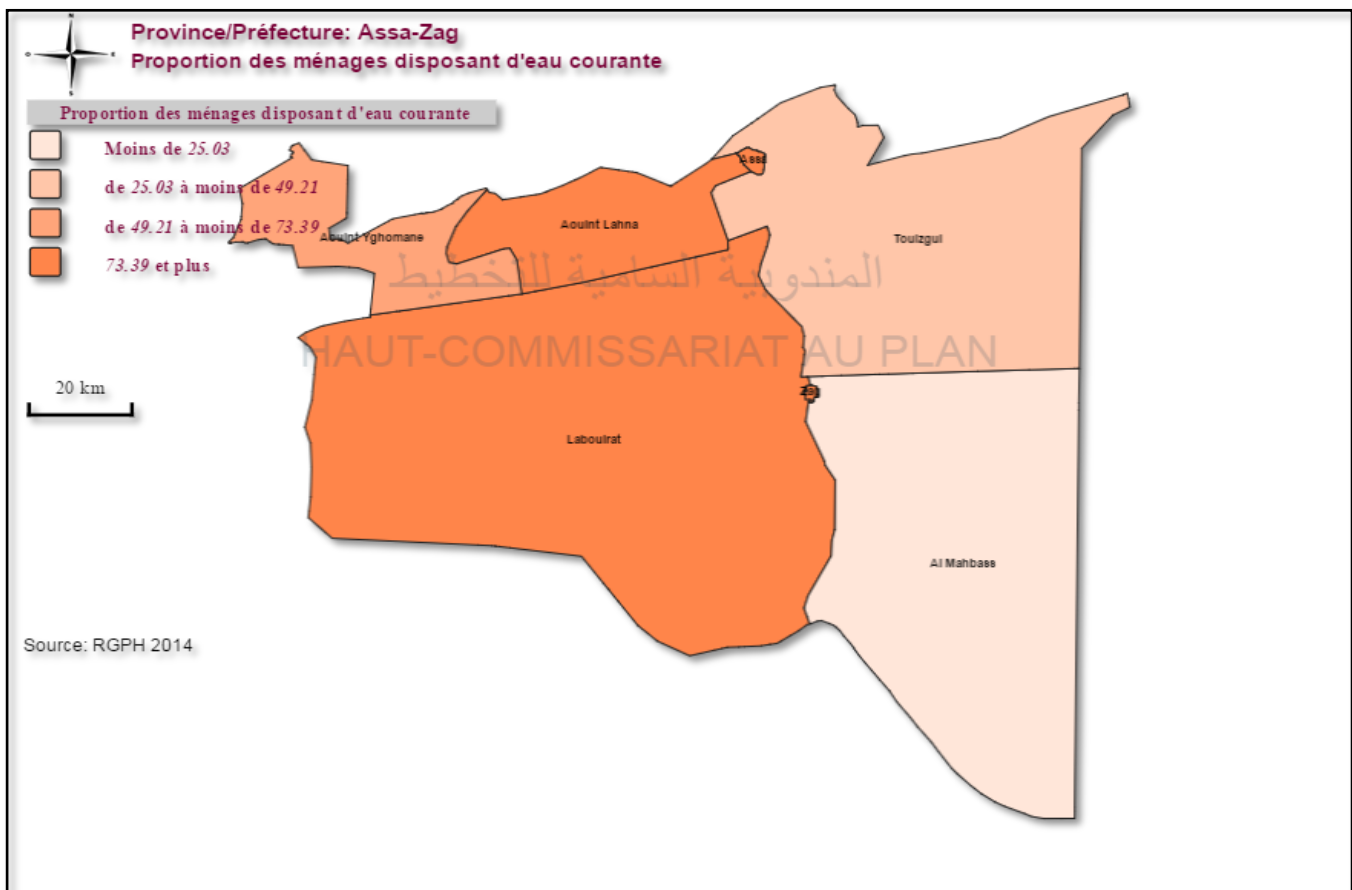 N
O
E
S
Province/Préfecture: Assa-Zag
Proportion des ménages disposant d'eau courante
Proportion des ménages disposant d'eau courante
Moins de 25.03
de 25.03 à moins de 49.21
de 49.21 à moins de 73.39
73.39 et plus
20 km
Assa
Aouint Lahna
Aouint Yghomane
Touizgui
المندوبية السامية للتخطيط
HAUT-COMMISSARIAT AU PLAN
Zag
Labouirat
Al Mahbass
Source: RGPH 2014